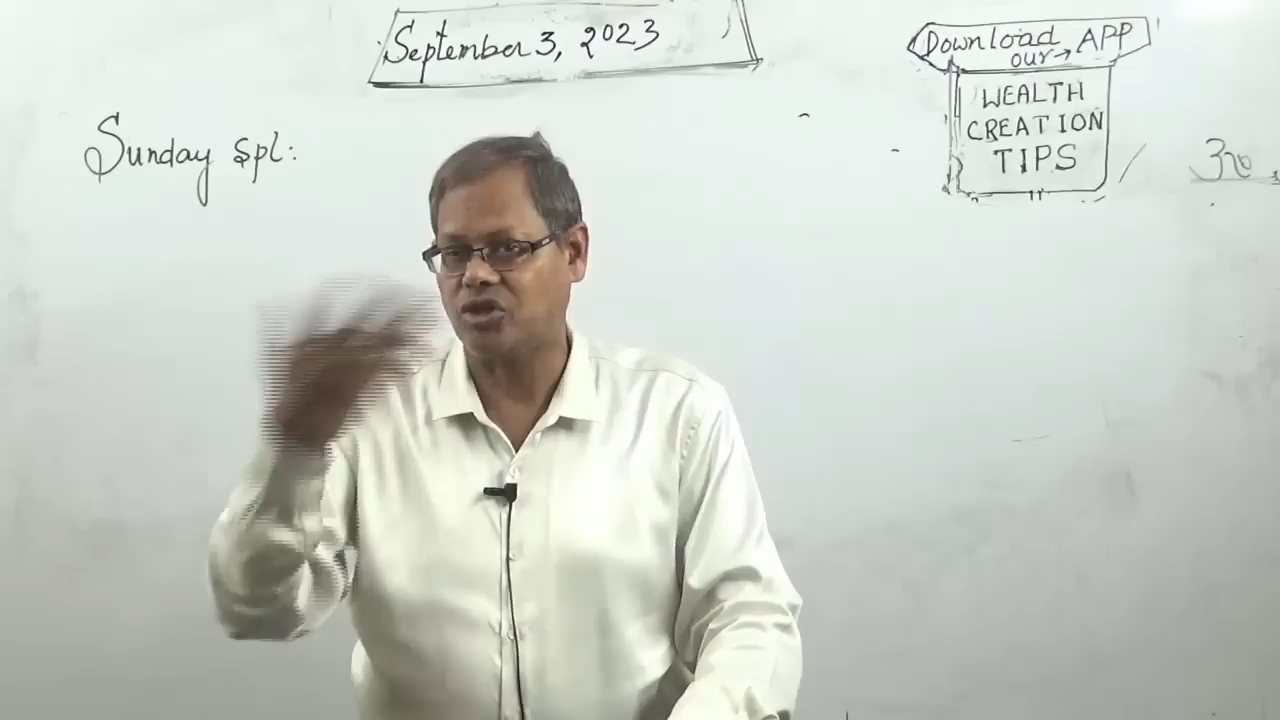 September 3, 2023
Download
our→ APP
WEALTH
CREATION
TIPS
Sunday spl: